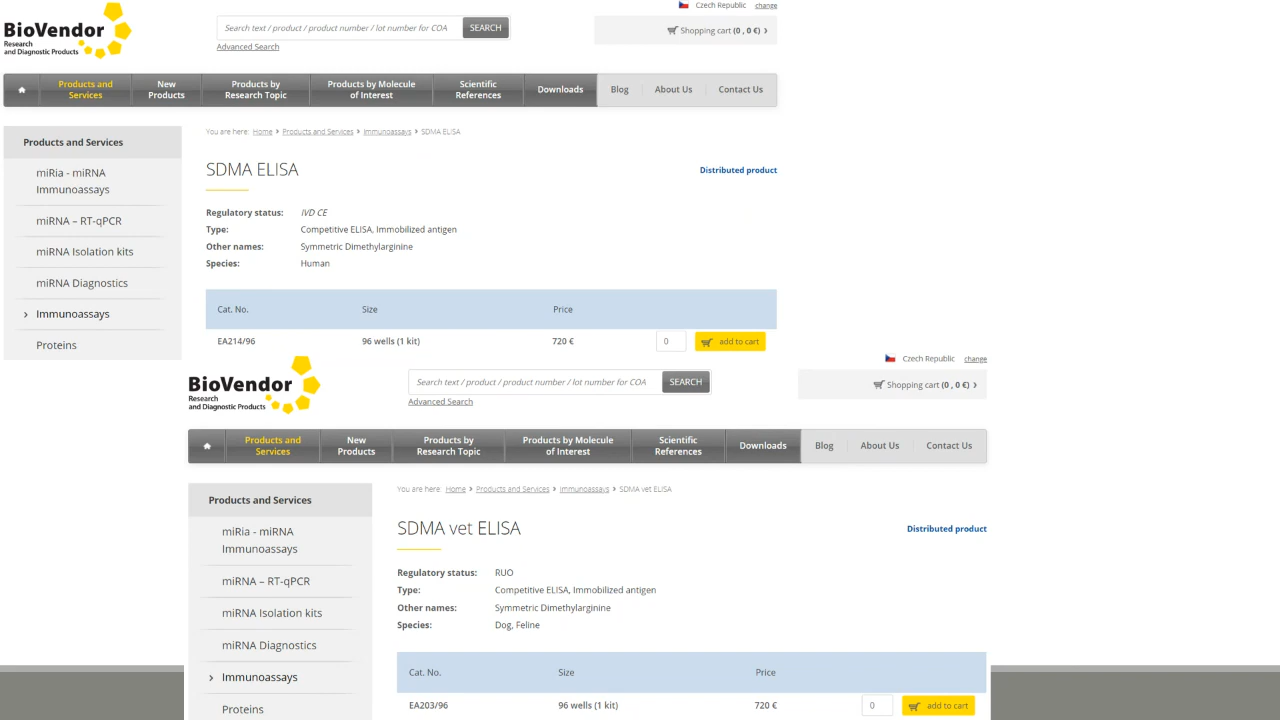 BioVendor
Research
and Diagnostic Products
Search text / product / product number / lot number for COA
SEARCH
Advanced Search
Czech Republic change
Shopping cart (0 , 0 €) ›
Products and Services
New Products
Products by Research Topic
Products by Molecule of Interest
Scientific References
Downloads
Blog
About Us
Contact Us
Products and Services
miRia - miRNA
Immunoassays
miRNA – RT-qPCR
miRNA Isolation kits
miRNA Diagnostics
› Immunoassays
Proteins
You are here: Home › Products and Services › Immunoassays › SDMA ELISA
SDMA ELISA
Distributed product
Regulatory status: IVD CE
Type: Competitive ELISA, Immobilized antigen
Other names: Symmetric Dimethylarginine
Species: Human
Cat. No. Size Price
EA214/96 96 wells (1 kit) 720 € 0 add to cart
BioVendor
Research
and Diagnostic Products
Search text / product / product number / lot number for COA
SEARCH
Advanced Search
Czech Republic change
Shopping cart (0 , 0 €) ›
Products and Services
New Products
Products by Research Topic
Products by Molecule of Interest
Scientific References
Downloads
Blog
About Us
Contact Us
Products and Services
miRia - miRNA
Immunoassays
miRNA – RT-qPCR
miRNA Isolation kits
miRNA Diagnostics
› Immunoassays
Proteins
You are here: Home › Products and Services › Immunoassays › SDMA vet ELISA
SDMA vet ELISA
Distributed product
Regulatory status: RUO
Type: Competitive ELISA, Immobilized antigen
Other names: Symmetric Dimethylarginine
Species: Dog, Feline
Cat. No. Size Price
EA203/96 96 wells (1 kit) 720 € 0 add to cart